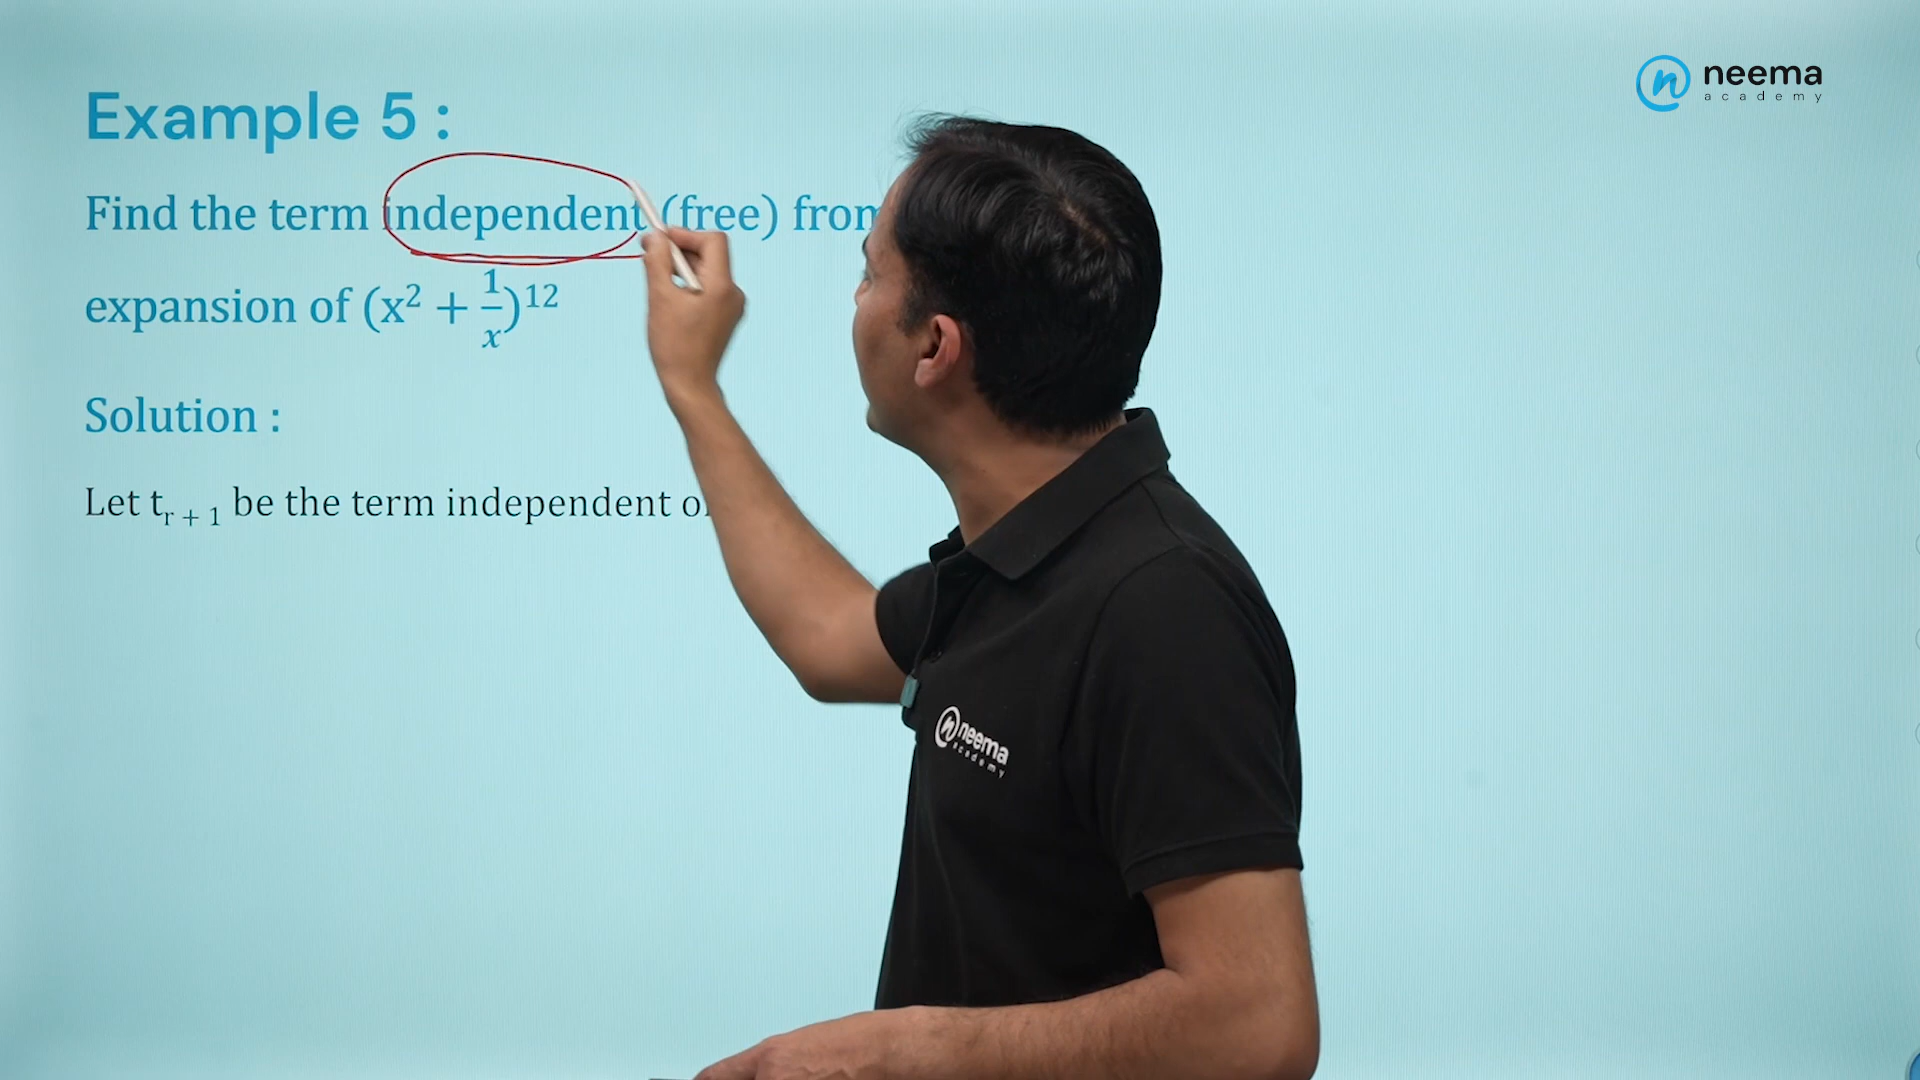 neema
academy
Example 5 :
Find the term independent (free)
expansion of (x² + 1/x)¹²
Solution :
Let tᵣ ₊ ₁ be the term independent
neema
academy